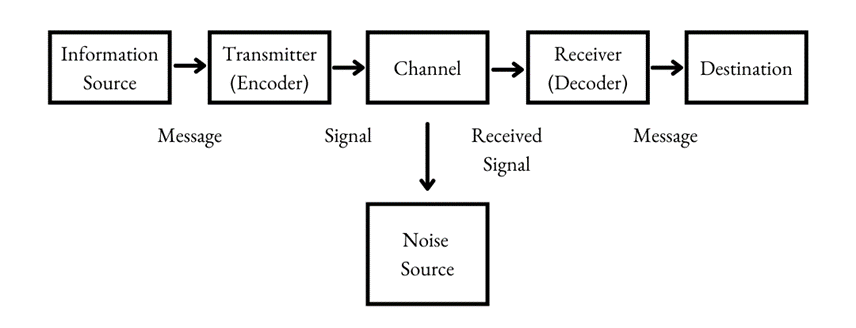 Information
Source
Transmitter
(Encoder)
Channel
Receiver
(Decoder)
Destination
Message
Signal
Received
Signal
Message
Noise
Source